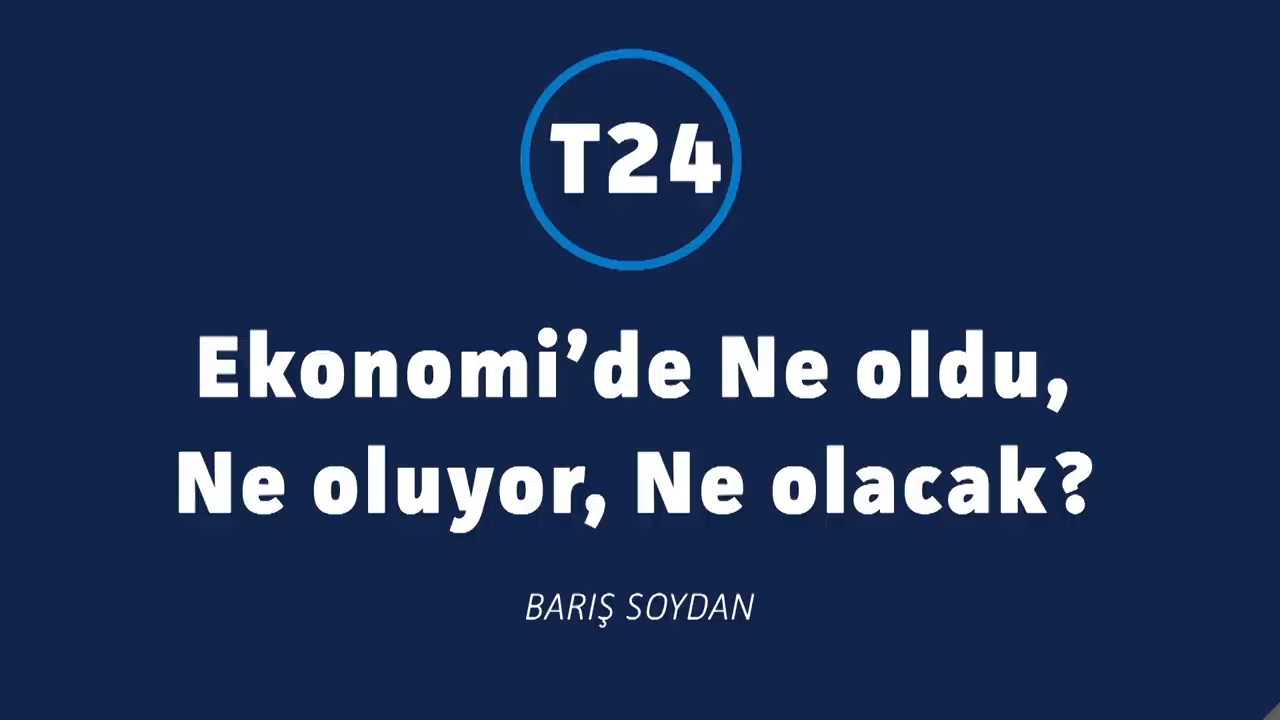 T24
Ekonomi’de Ne oldu,
Ne oluyor, Ne olacak?
BARIŞ SOYDAN